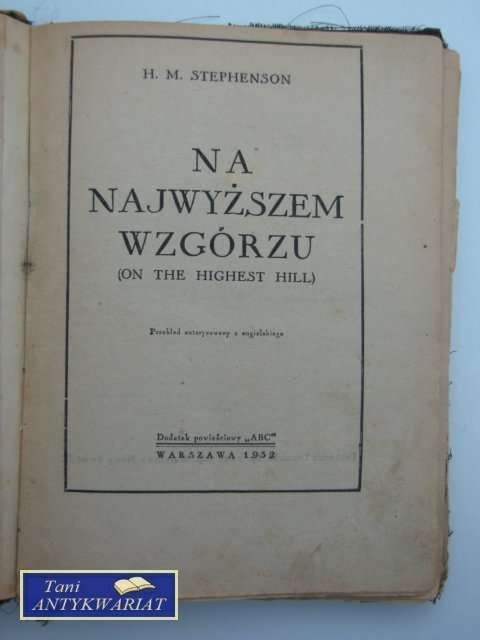 H. M. STEPHENSON
NA
NAJWYŻSZEM
WZGÓRZU
(ON THE HIGHEST HILL)
Przekład autoryzowany z angielskiego
Dodatek powieściowy „ABC"
WARSZAWA 1932
Tani
ANTYKWARIAT